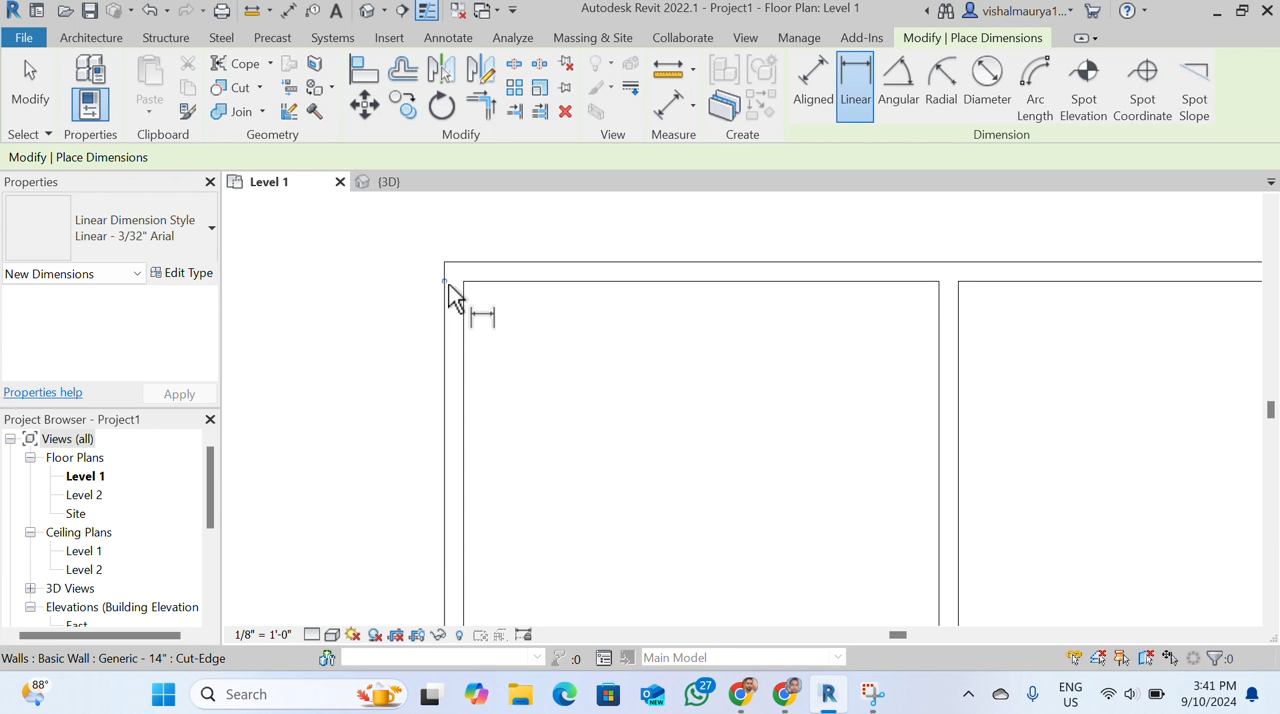 Autodesk Revit 2022.1 - Project1 - Floor Plan: Level 1
vishalmaurya1...
File Architecture Structure Steel Precast Systems Insert Annotate Analyze Massing & Site Collaborate View Manage Add-Ins Modify | Place Dimensions
Modify
Paste
Cope
Cut
Join
Aligned Linear Angular Radial Diameter Arc Length Spot Elevation Spot Coordinate Spot Slope
Select Properties Clipboard Geometry Modify View Measure Create Dimension
Modify | Place Dimensions
Properties
Level 1
{3D}
Linear Dimension Style
Linear - 3/32" Arial
New Dimensions
Edit Type
Properties help
Apply
Project Browser - Project1
Views (all)
Floor Plans
Level 1
Level 2
Site
Ceiling Plans
Level 1
Level 2
3D Views
Elevations (Building Elevation
East
1/8" = 1'-0"
Walls : Basic Wall : Generic - 14" : Cut-Edge
:0
Main Model
:0
88°
Search
NEW
27
ENG
US
3:41 PM
9/10/2024